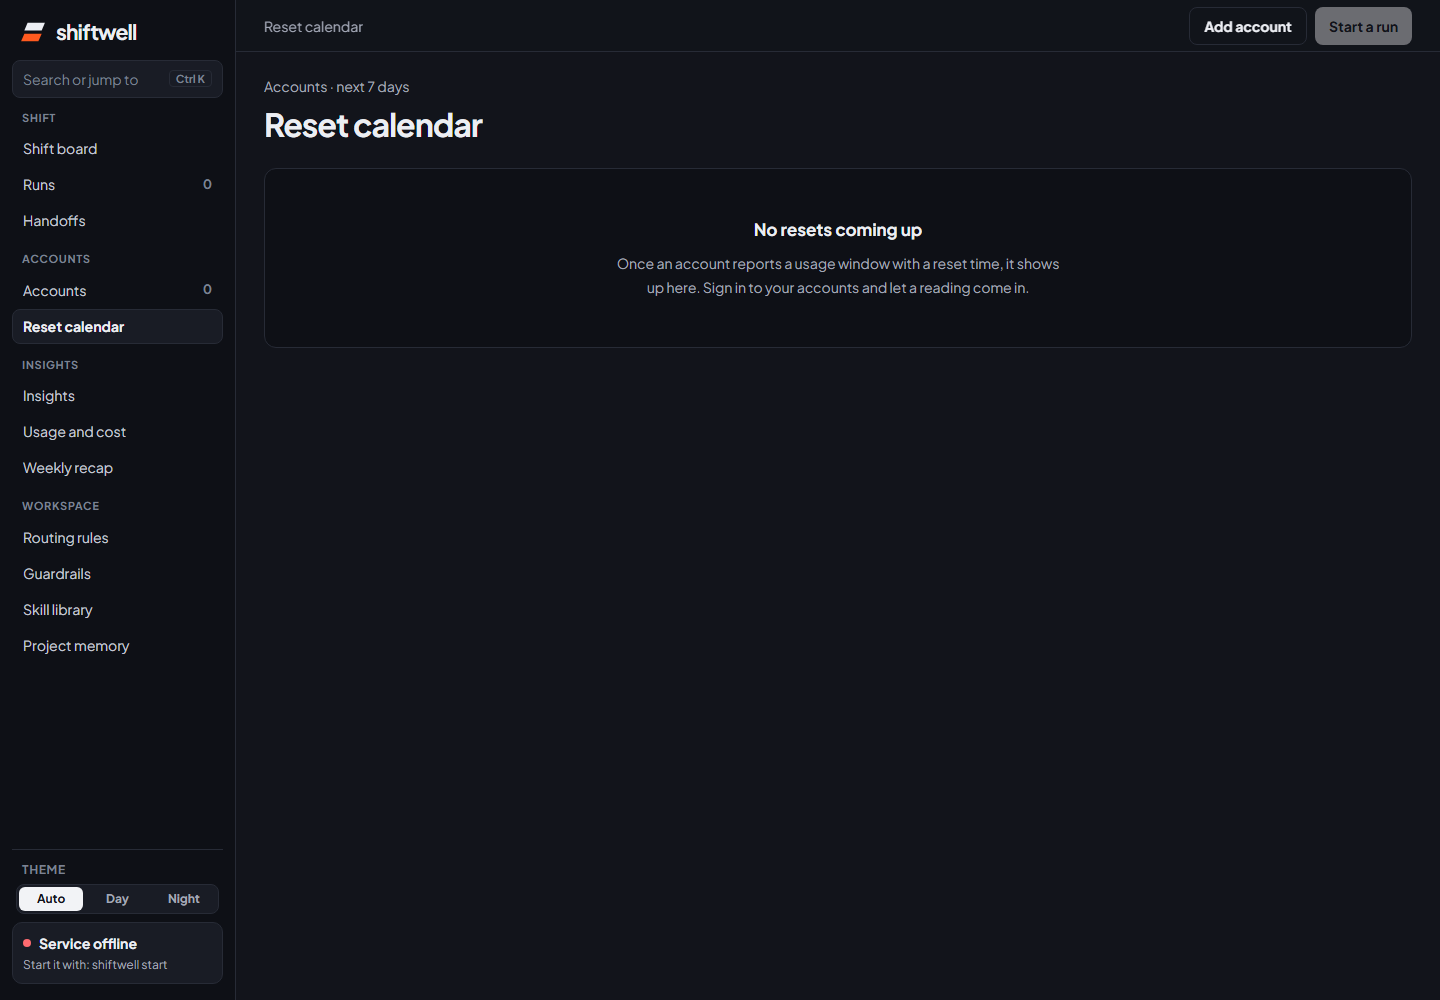 shiftwell
Search or jump to
Ctrl K
SHIFT
Shift board
Runs 0
Handoffs
ACCOUNTS
Accounts 0
Reset calendar
INSIGHTS
Insights
Usage and cost
Weekly recap
WORKSPACE
Routing rules
Guardrails
Skill library
Project memory
THEME
Auto Day Night
Service offline
Start it with: shiftwell start
Reset calendar
Add account
Start a run
Accounts · next 7 days
Reset calendar
No resets coming up
Once an account reports a usage window with a reset time, it shows
up here. Sign in to your accounts and let a reading come in.